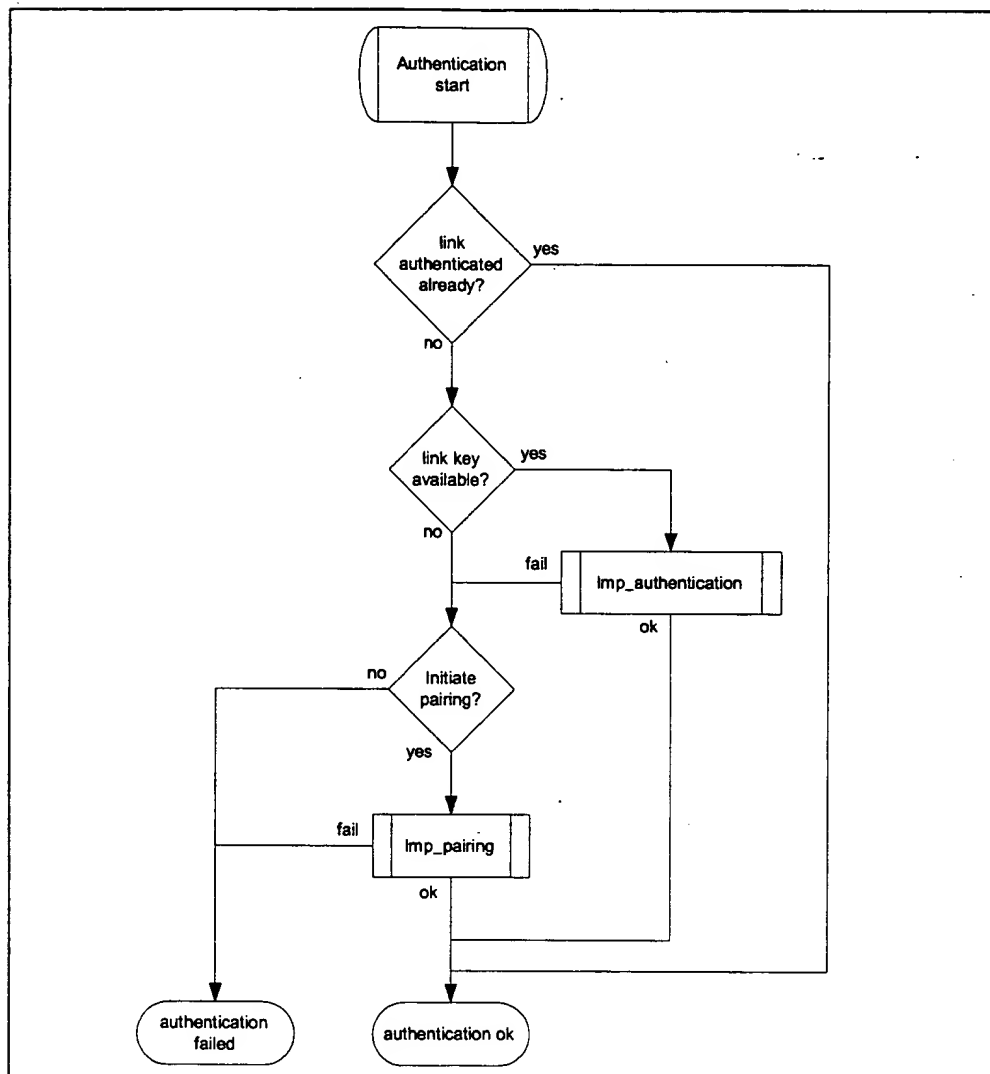 Authentication
start
link
authenticated
already?
yes
no
link key
available?
yes
no
fail
lmp_authentication
ok
no
Initiate
pairing?
yes
fail
lmp_pairing
ok
authentication
failed
authentication ok